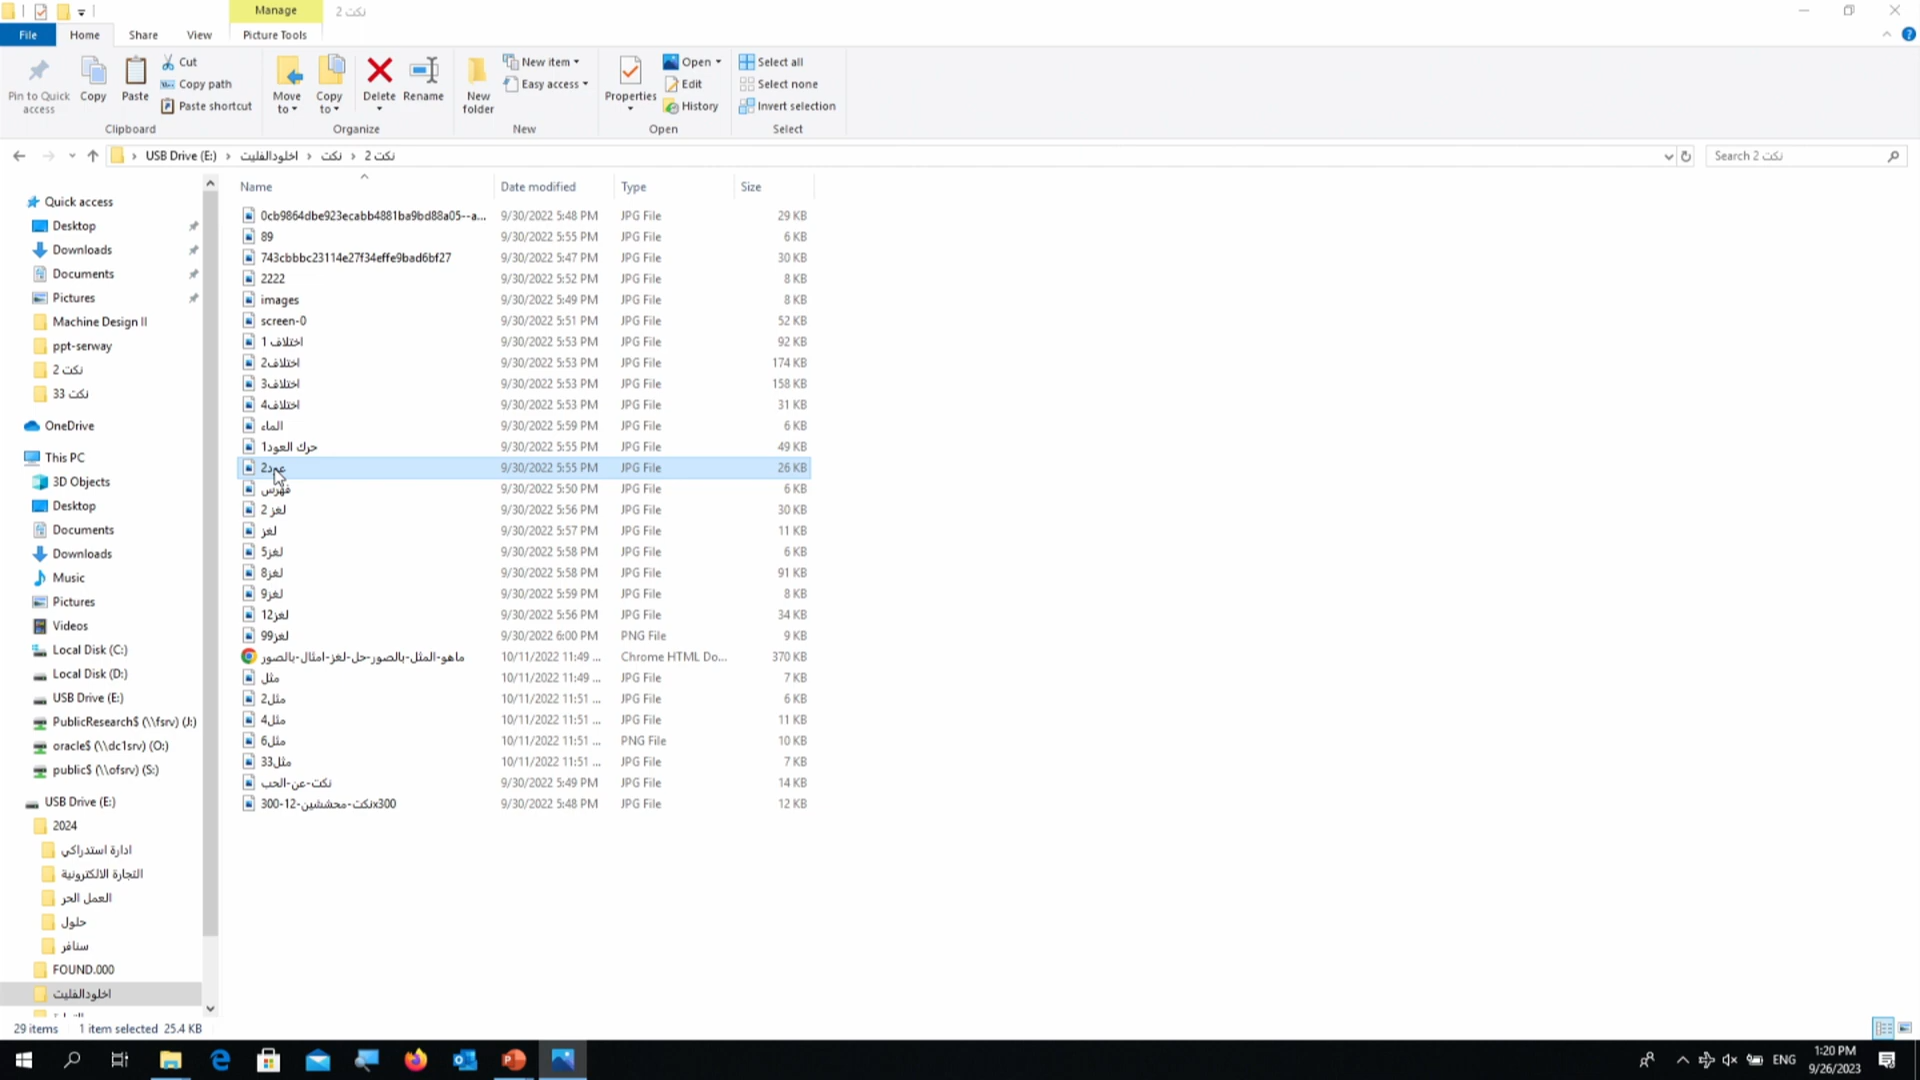 Manage
نكت 2
File
Home
Share
View
Picture Tools
Pin to Quick access
Copy
Paste
Cut
Copy path
Paste shortcut
Clipboard
Move to
Copy to
Delete
Rename
Organize
New folder
New item
Easy access
New
Properties
Open
Edit
History
Open
Select all
Select none
Invert selection
Select
USB Drive (E:) › اخلودالفليت › نكت › نكت 2
Search نكت 2
Quick access
Desktop
Downloads
Documents
Pictures
Machine Design II
ppt-serway
نكت 2
نكت 33
OneDrive
This PC
3D Objects
Desktop
Documents
Downloads
Music
Pictures
Videos
Local Disk (C:)
Local Disk (D:)
USB Drive (E:)
PublicResearch$ (\\fsrv) (J:)
oracle$ (\\dc1srv) (O:)
public$ (\\ofsrv) (S:)
USB Drive (E:)
2024
ادارة استدراكي
التجارة الالكترونية
العمل الحر
حلول
سنافر
FOUND.000
اخلودالفليت
Name Date modified Type Size
0cb9864dbe923ecabb4881ba9bd88a05--a... 9/30/2022 5:48 PM JPG File 29 KB
89 9/30/2022 5:55 PM JPG File 6 KB
743cbbbc23114e27f34effe9bad6bf27 9/30/2022 5:47 PM JPG File 30 KB
2222 9/30/2022 5:52 PM JPG File 8 KB
images 9/30/2022 5:49 PM JPG File 8 KB
screen-0 9/30/2022 5:51 PM JPG File 52 KB
اختلاف 1 9/30/2022 5:53 PM JPG File 92 KB
اختلاف2 9/30/2022 5:53 PM JPG File 174 KB
اختلاف3 9/30/2022 5:53 PM JPG File 158 KB
اختلاف4 9/30/2022 5:53 PM JPG File 31 KB
الماء 9/30/2022 5:59 PM JPG File 6 KB
حرك العود1 9/30/2022 5:55 PM JPG File 49 KB
عود2 9/30/2022 5:55 PM JPG File 26 KB
فهرس 9/30/2022 5:50 PM JPG File 6 KB
لغز 2 9/30/2022 5:56 PM JPG File 30 KB
لغز 9/30/2022 5:57 PM JPG File 11 KB
لغز5 9/30/2022 5:58 PM JPG File 6 KB
لغز8 9/30/2022 5:58 PM JPG File 91 KB
لغز9 9/30/2022 5:59 PM JPG File 8 KB
لغز12 9/30/2022 5:56 PM JPG File 34 KB
لغز99 9/30/2022 6:00 PM PNG File 9 KB
ماهو-المثل-بالصور-حل-لغز-امثال-بالصور 10/11/2022 11:49 ... Chrome HTML Do... 370 KB
مثل 10/11/2022 11:49 ... JPG File 7 KB
مثل2 10/11/2022 11:51 ... JPG File 6 KB
مثل4 10/11/2022 11:51 ... JPG File 11 KB
مثل6 10/11/2022 11:51 ... PNG File 10 KB
مثل33 10/11/2022 11:51 ... JPG File 7 KB
نكت-عن-الحب 9/30/2022 5:49 PM JPG File 14 KB
نكت-محششين-12-300x300 9/30/2022 5:48 PM JPG File 12 KB
29 items 1 item selected 25.4 KB
ENG
1:20 PM
9/26/2023